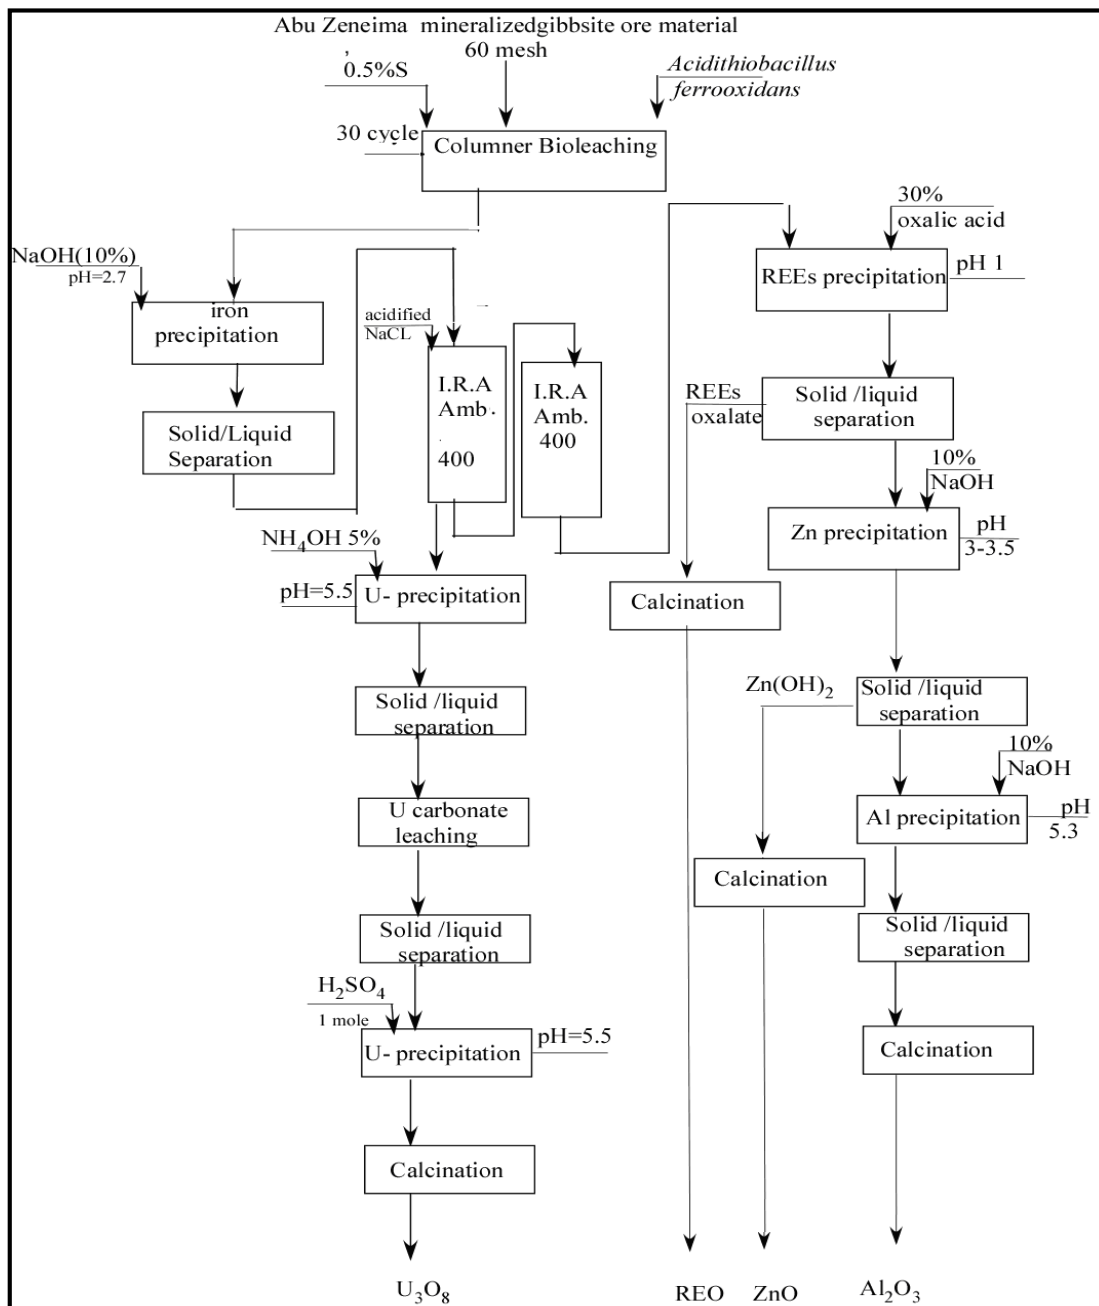 Abu Zeneima mineralizedgibbsite ore material
60 mesh
,
0.5%S
Acidithiobacillus
ferrooxidans
30 cycle
Columner Bioleaching
NaOH(10%)
pH=2.7
iron
precipitation
Solid/Liquid
Separation
acidified
NaCL
I.R.A
Amb.
400
I.R.A
Amb.
400
NH4OH 5%
pH=5.5
U- precipitation
Solid /liquid
separation
U carbonate
leaching
Solid /liquid
separation
H2SO4
1 mole
U- precipitation
pH=5.5
Calcination
U3O8
30%
oxalic acid
REEs precipitation
pH 1
REEs
oxalate
Solid /liquid
separation
10%
NaOH
Zn precipitation
pH
3-3.5
Calcination
Zn(OH)2
Solid /liquid
separation
10%
NaOH
Al precipitation
pH
5.3
Calcination
Solid /liquid
separation
Calcination
REO
ZnO
Al2O3